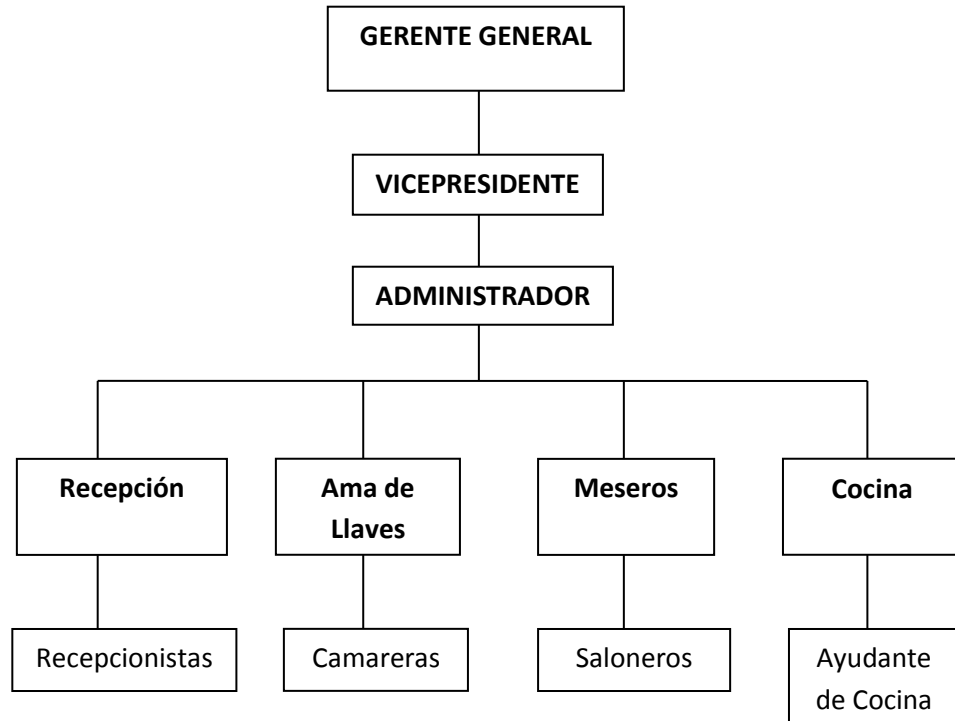 GERENTE GENERAL
VICEPRESIDENTE
ADMINISTRADOR
Recepción
Ama de
Llaves
Meseros
Cocina
Recepcionistas
Camareras
Saloneros
Ayudante
de Cocina